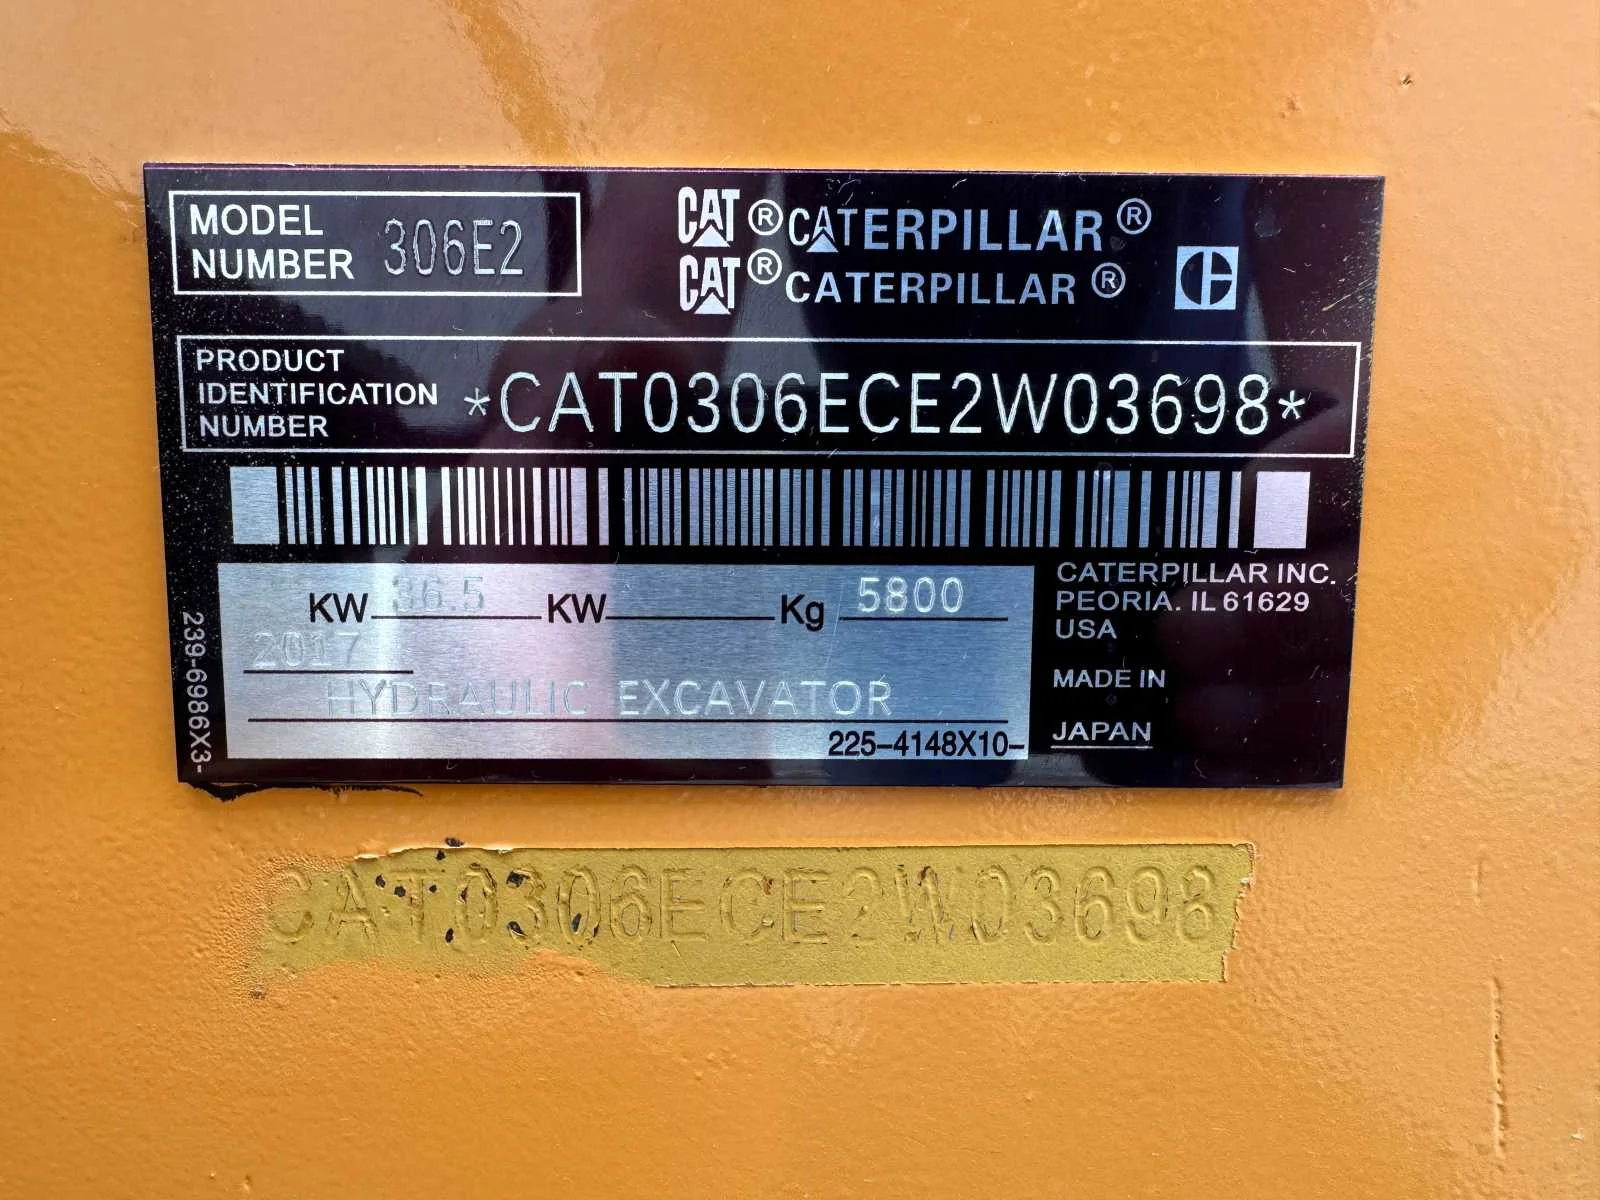 MODEL
NUMBER 306E2
CAT ® CATERPILLAR ®
CAT ® CATERPILLAR ®
PRODUCT
IDENTIFICATION
NUMBER
*CAT0306ECE2W03698*
KW 36.5 KW Kg 5800
2017
HYDRAULIC EXCAVATOR
225-4148X10-
CATERPILLAR INC.
PEORIA. IL 61629
USA
MADE IN
JAPAN
239-6986X3-
CAT0306ECE2W03698